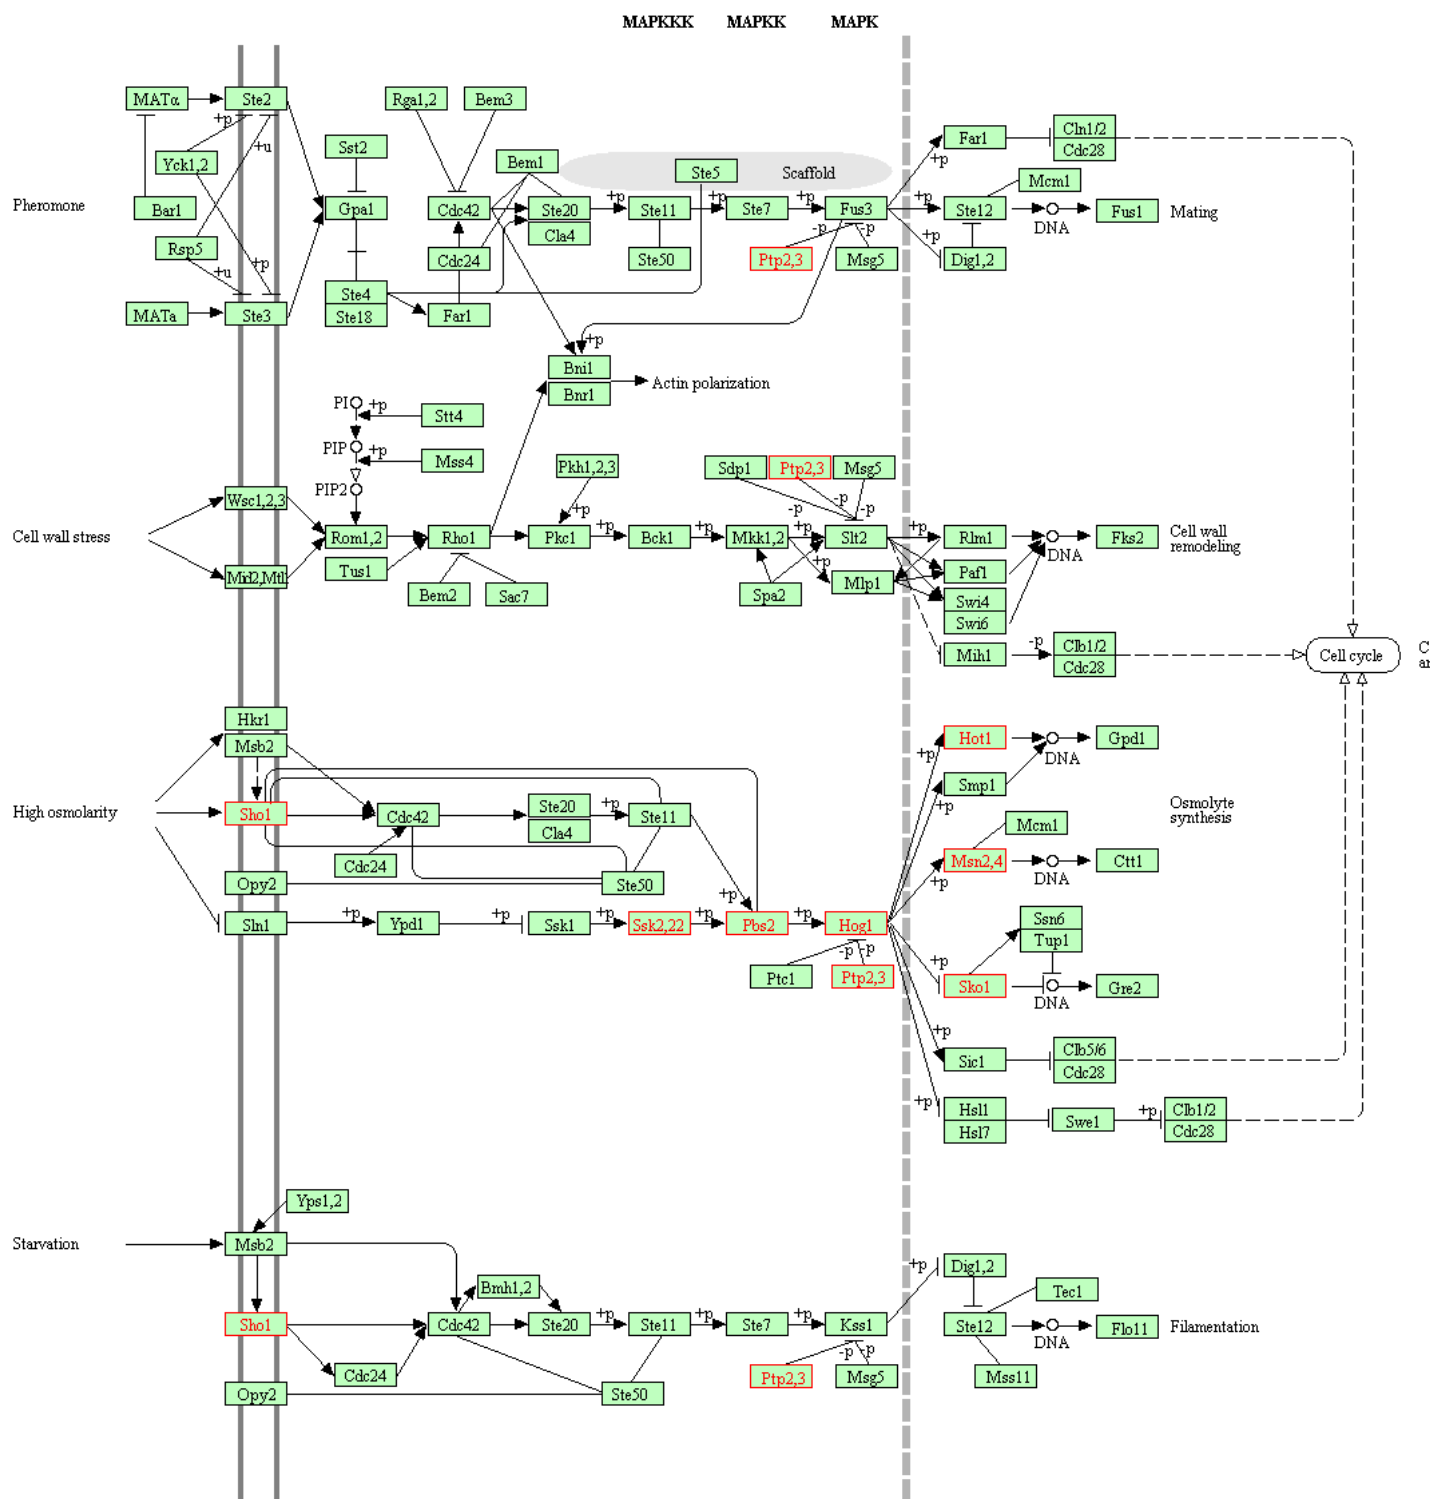 MAPKKK MAPKK MAPK
MATα Ste2 Rga1,2 Bem3
+p
Cln1/2
Far1 Cdc28
Sst2
+u
Yck1,2 Bem1 +p
Ste5 Scaffold
Mcm1
Pheromone Bar1 Gpa1 Cdc42 Ste20 +p Ste11 +p Ste7 +p Fus3 +p Ste12 Fus1 Mating
DNA
Cla4 -p -p +p
Rsp5 Cdc24 Ste50 Ptp2,3 Msg5 Dig1,2
+u +p
Ste4
MATa Ste3 Ste18 Far1
+p
Bni1
Actin polarization
Bnr1
PI +p Stt4
PIP +p Mss4
Pkh1,2,3 Sdp1 Ptp2,3 Msg5
PIP2
Wsc1,2,3 -p -p -p
+p
Cell wall stress Rom1,2 Rho1 Pkc1 +p Bck1 +p Mkk1,2 +p Slt2 +p Rlm1 Fks2 Cell wall
remodeling
DNA
+p
Mid2,Mtl Tus1 Mlp1 Paf1
Bem2 Sac7 Spa2 Swi4
Swi6
Mih1 -p Clb1/2
Cdc28
Cell cycle
C
ar
Hkr1
Msb2 Hot1 Gpd1
+p DNA
Smp1
High osmolarity Sho1 Cdc42 Ste20 +p Ste11 +p Osmolyte
synthesis
Cla4 Mcm1
Cdc24 Msn2,4 Ctt1
+p DNA
Opy2 Ste50
+p
Sln1 +p Ypd1 +p Ssk1 +p Ssk2,22 +p Pbs2 +p Hog1 Ssn6
Tup1
-p -p +p
Ptc1 Ptp2,3 Sko1 Gre2
DNA
+p
Sic1 Clb5/6
Cdc28
+p
Hsl1 Swe1 +p Clb1/2
Hsl7 Cdc28
Yps1,2
Starvation Msb2
+p
Dig1,2
Bmh1,2 Tec1
Sho1 Cdc42 Ste20 +p Ste11 +p Ste7 +p Kss1 Ste12 Flo11 Filamentation
DNA
-p -p
Cdc24 Ptp2,3 Msg5 Mss11
Opy2 Ste50